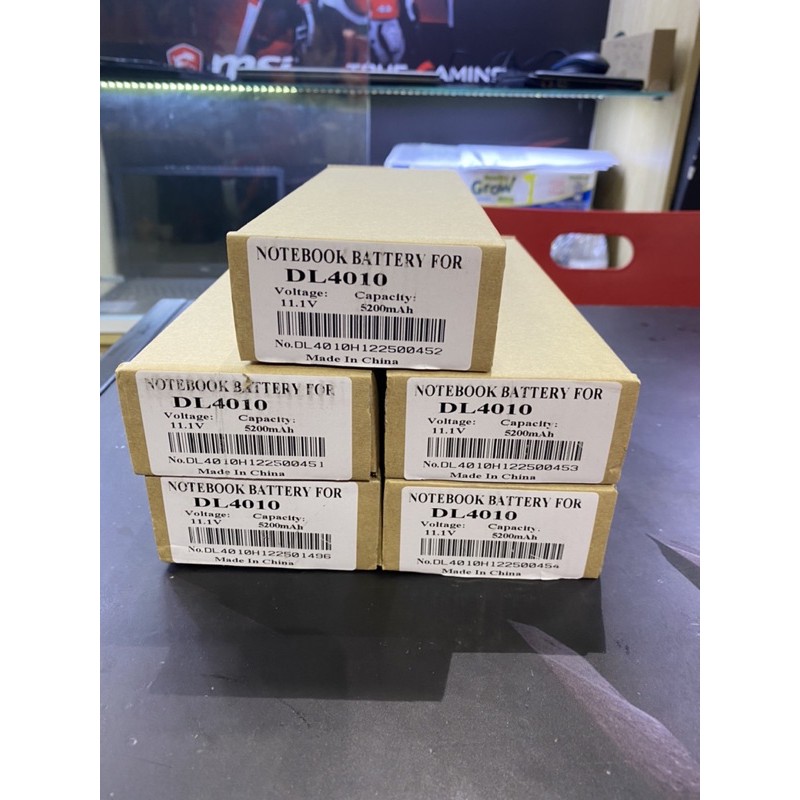 msi
TRUE GAMING
Grow
NOTEBOOK BATTERY FOR
DL4010
Voltage: Capacity:
11.1V 5200mAh
No.DL4010H122500452
Made In China
NOTEBOOK BATTERY FOR
DL4010
Voltage: Capacity:
11.1V 5200mAh
No.DL4010H122500451
Made In China
NOTEBOOK BATTERY FOR
DL4010
Voltage: Capacity:
11.1V 5200mAh
No.DL4010H122500453
Made In China
NOTEBOOK BATTERY FOR
DL4010
Voltage: Capacity:
11.1V 5200mAh
No.DL4010H122501496
Made In China
NOTEBOOK BATTERY FOR
DL4010
Voltage: Capacity:
11.1V 5200mAh
No.DL4010H122500454
Made In China